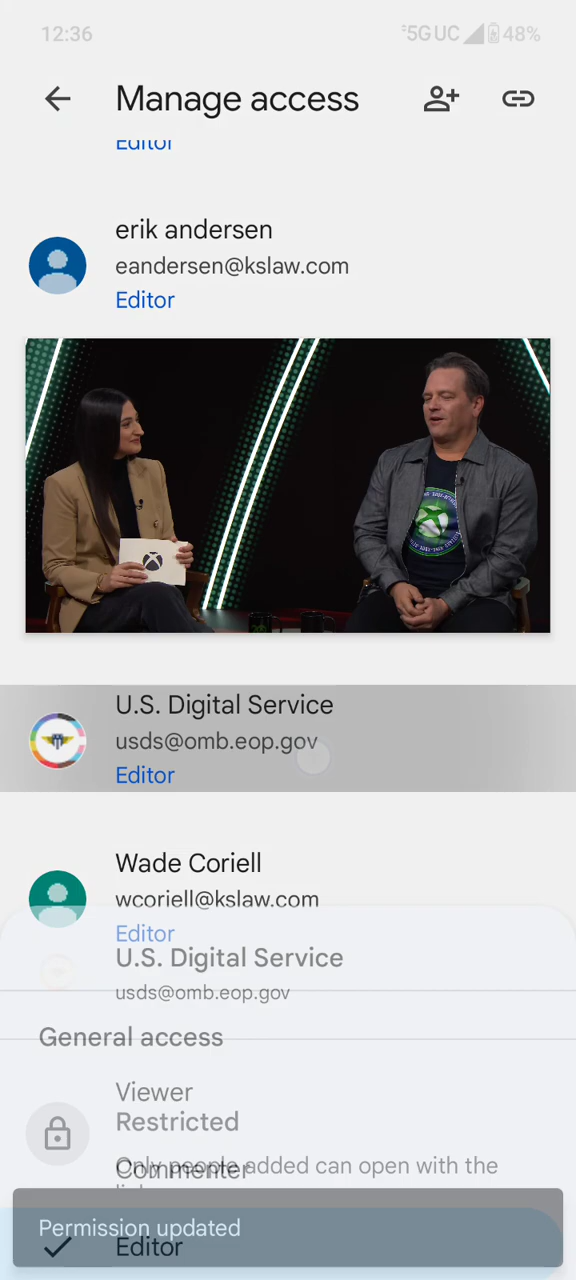 12:36
5G UC 48%
Manage access
Editor
erik andersen
eandersen@kslaw.com
Editor
U.S. Digital Service
usds@omb.eop.gov
Editor
Wade Coriell
wcoriell@kslaw.com
Editor
U.S. Digital Service
usds@omb.eop.gov
General access
Viewer
Restricted
Only people added can open with the
Commenter
Permission updated
Editor